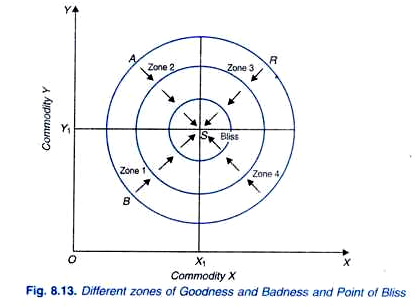 Y
A
R
Zone 2
Zone 3
Commodity Y
Y1
S
Bliss
Zone 1
Zone 4
B
O
X1
X
Commodity X
Fig. 8.13. Different zones of Goodness and Badness and Point of Bliss